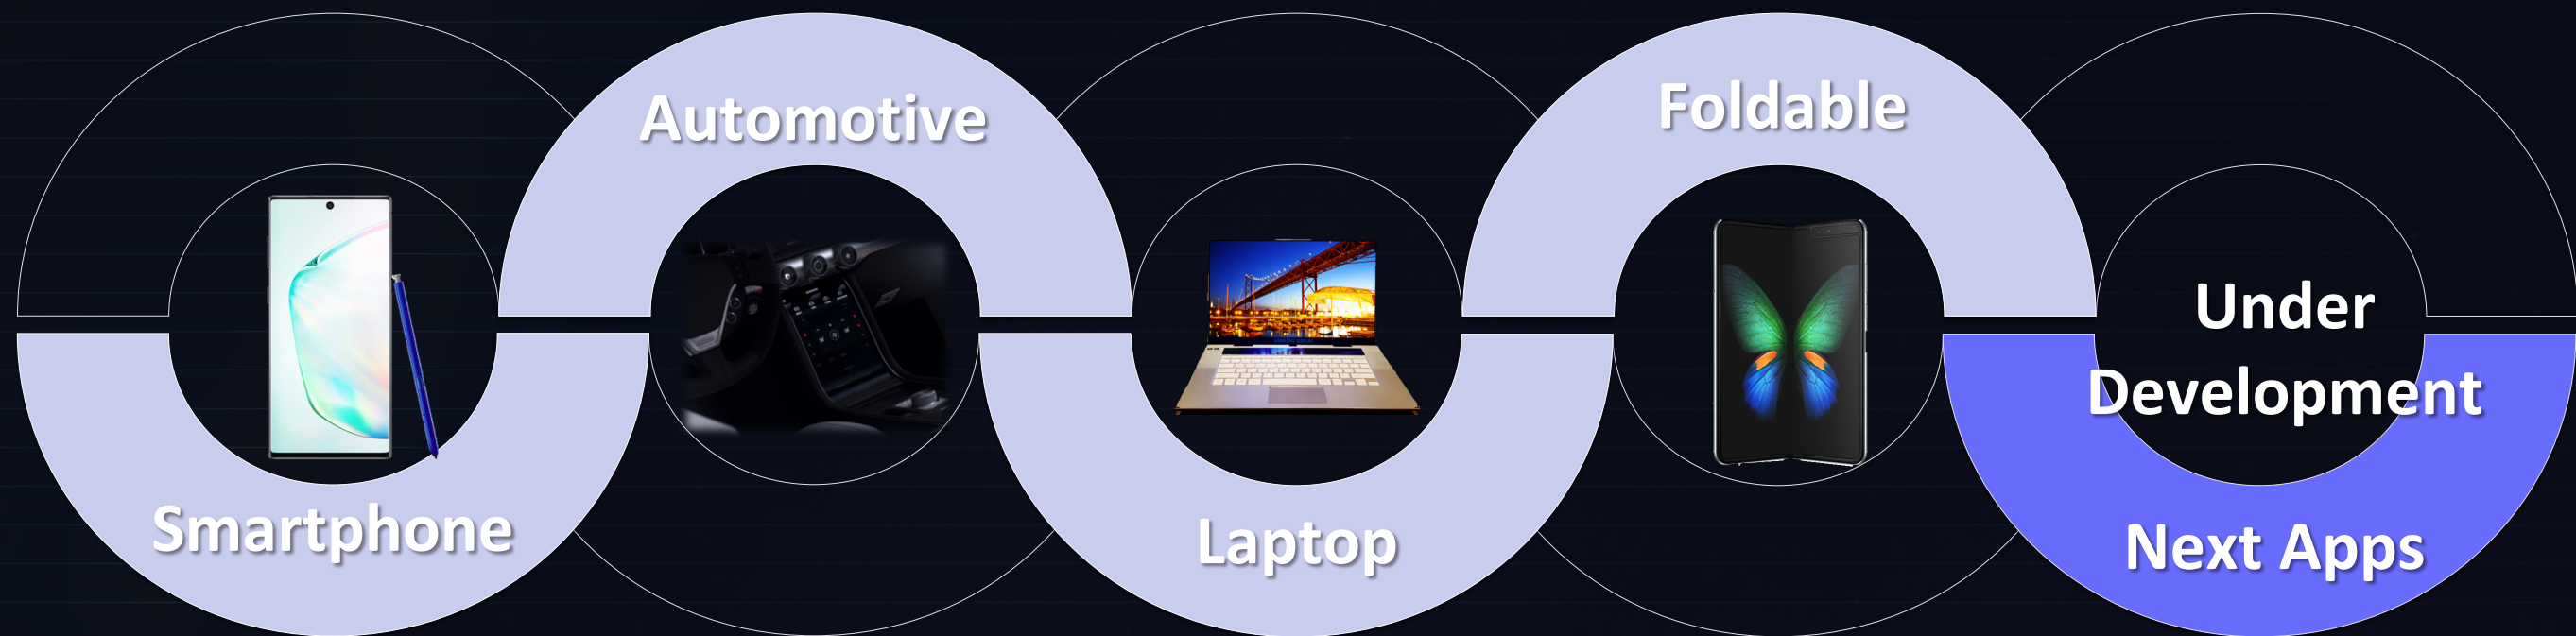 Smartphone
Automotive
Laptop
Foldable
Under
Development
Next Apps